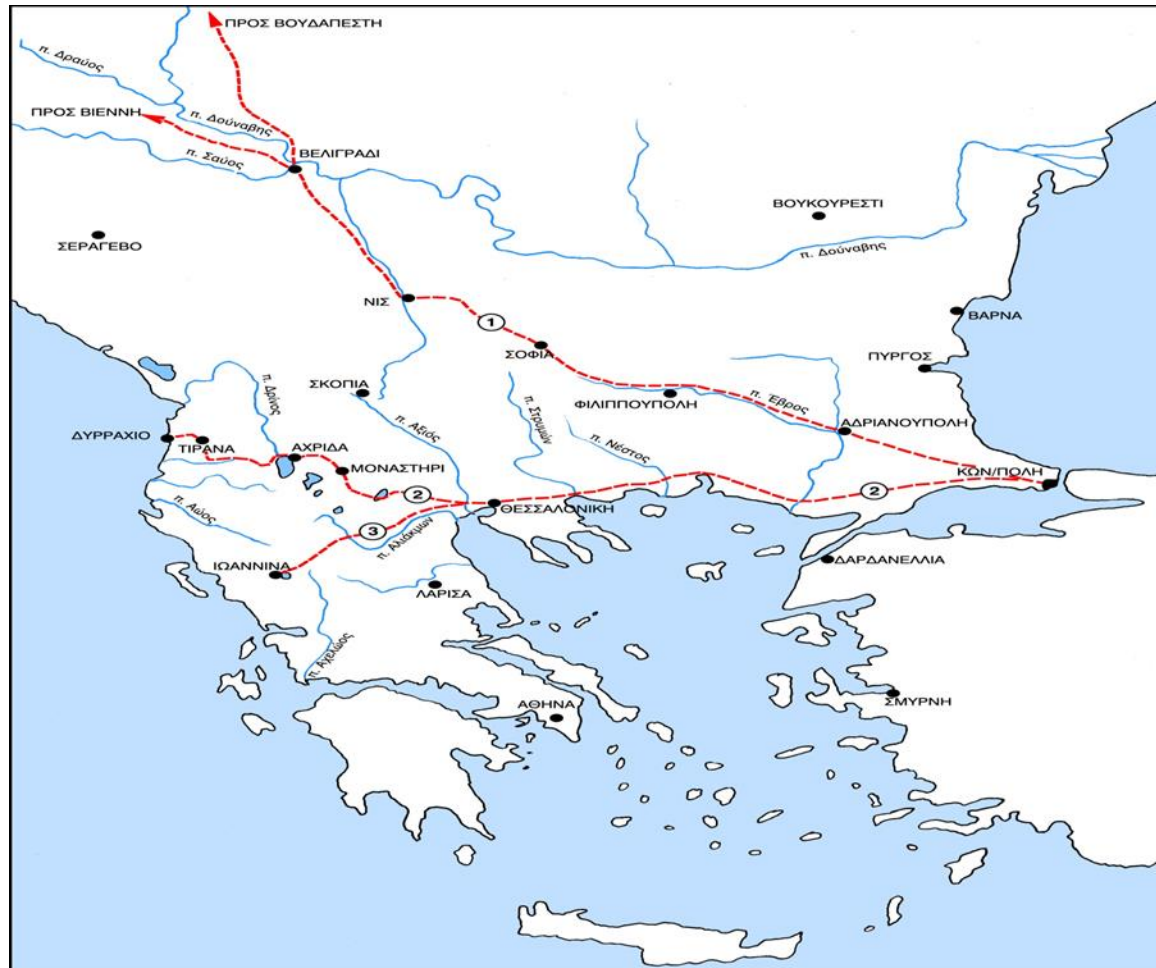 ΠΡΟΣ ΒΟΥΔΑΠΕΣΤΗ
π. Δραύος
ΠΡΟΣ ΒΙΕΝΝΗ
π. Δούναβης
π. Σαύος
ΒΕΛΙΓΡΑΔΙ
ΒΟΥΚΟΥΡΕΣΤΙ
ΣΕΡΑΓΕΒΟ
π. Δούναβης
ΝΙΣ
1
ΒΑΡΝΑ
ΣΟΦΙΑ
ΠΥΡΓΟΣ
ΣΚΟΠΙΑ
π. Δρίνος
π. Στρυμών
ΦΙΛΙΠΠΟΥΠΟΛΗ
π. Έβρος
ΑΔΡΙΑΝΟΥΠΟΛΗ
π. Αξιός
ΔΥΡΡΑΧΙΟ
ΤΙΡΑΝΑ
ΑΧΡΙΔΑ
π. Νέστος
ΜΟΝΑΣΤΗΡΙ
ΚΩΝ/ΠΟΛΗ
2
2
π. Αώος
ΘΕΣΣΑΛΟΝΙΚΗ
3
π. Αλιάκμων
ΙΩΑΝΝΙΝΑ
ΔΑΡΔΑΝΕΛΛΙΑ
ΛΑΡΙΣΑ
π. Αχελώος
ΑΘΗΝΑ
ΣΜΥΡΝΗ